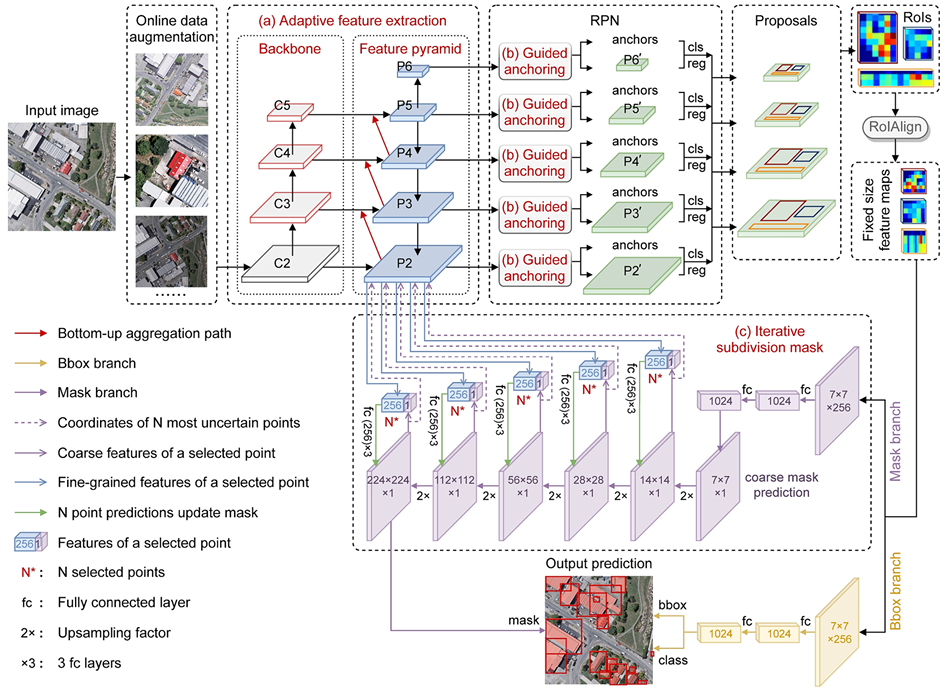 Online data
augmentation
(a) Adaptive feature extraction
Backbone
Feature pyramid
RPN
Proposals
RoIs
Input image
C5
C4
C3
C2
P6
P5
P4
P3
P2
(b) Guided
anchoring
anchors
P6′
cls
reg
(b) Guided
anchoring
anchors
P5′
cls
reg
(b) Guided
anchoring
anchors
P4′
cls
reg
(b) Guided
anchoring
anchors
P3′
cls
reg
(b) Guided
anchoring
anchors
P2′
cls
reg
RoIAlign
Fixed size
feature maps
......
Bottom-up aggregation path
Bbox branch
Mask branch
Coordinates of N most uncertain points
Coarse features of a selected point
Fine-grained features of a selected point
N point predictions update mask
256 1 Features of a selected point
N* : N selected points
fc : Fully connected layer
2× : Upsampling factor
×3 : 3 fc layers
(c) Iterative
subdivision mask
256 1
N*
fc (256)×3
256 1
N*
fc (256)×3
256 1
N*
fc (256)×3
256 1
N*
fc (256)×3
256 1
N*
fc (256)×3
224×224
×1
2×
112×112
×1
2×
56×56
×1
2×
28×28
×1
2×
14×14
×1
2×
7×7
×1
coarse mask
prediction
1024
fc
1024
fc
7×7
×256
Mask branch
Bbox branch
Output prediction
mask
bbox
class
1024
fc
1024
fc
7×7
×256